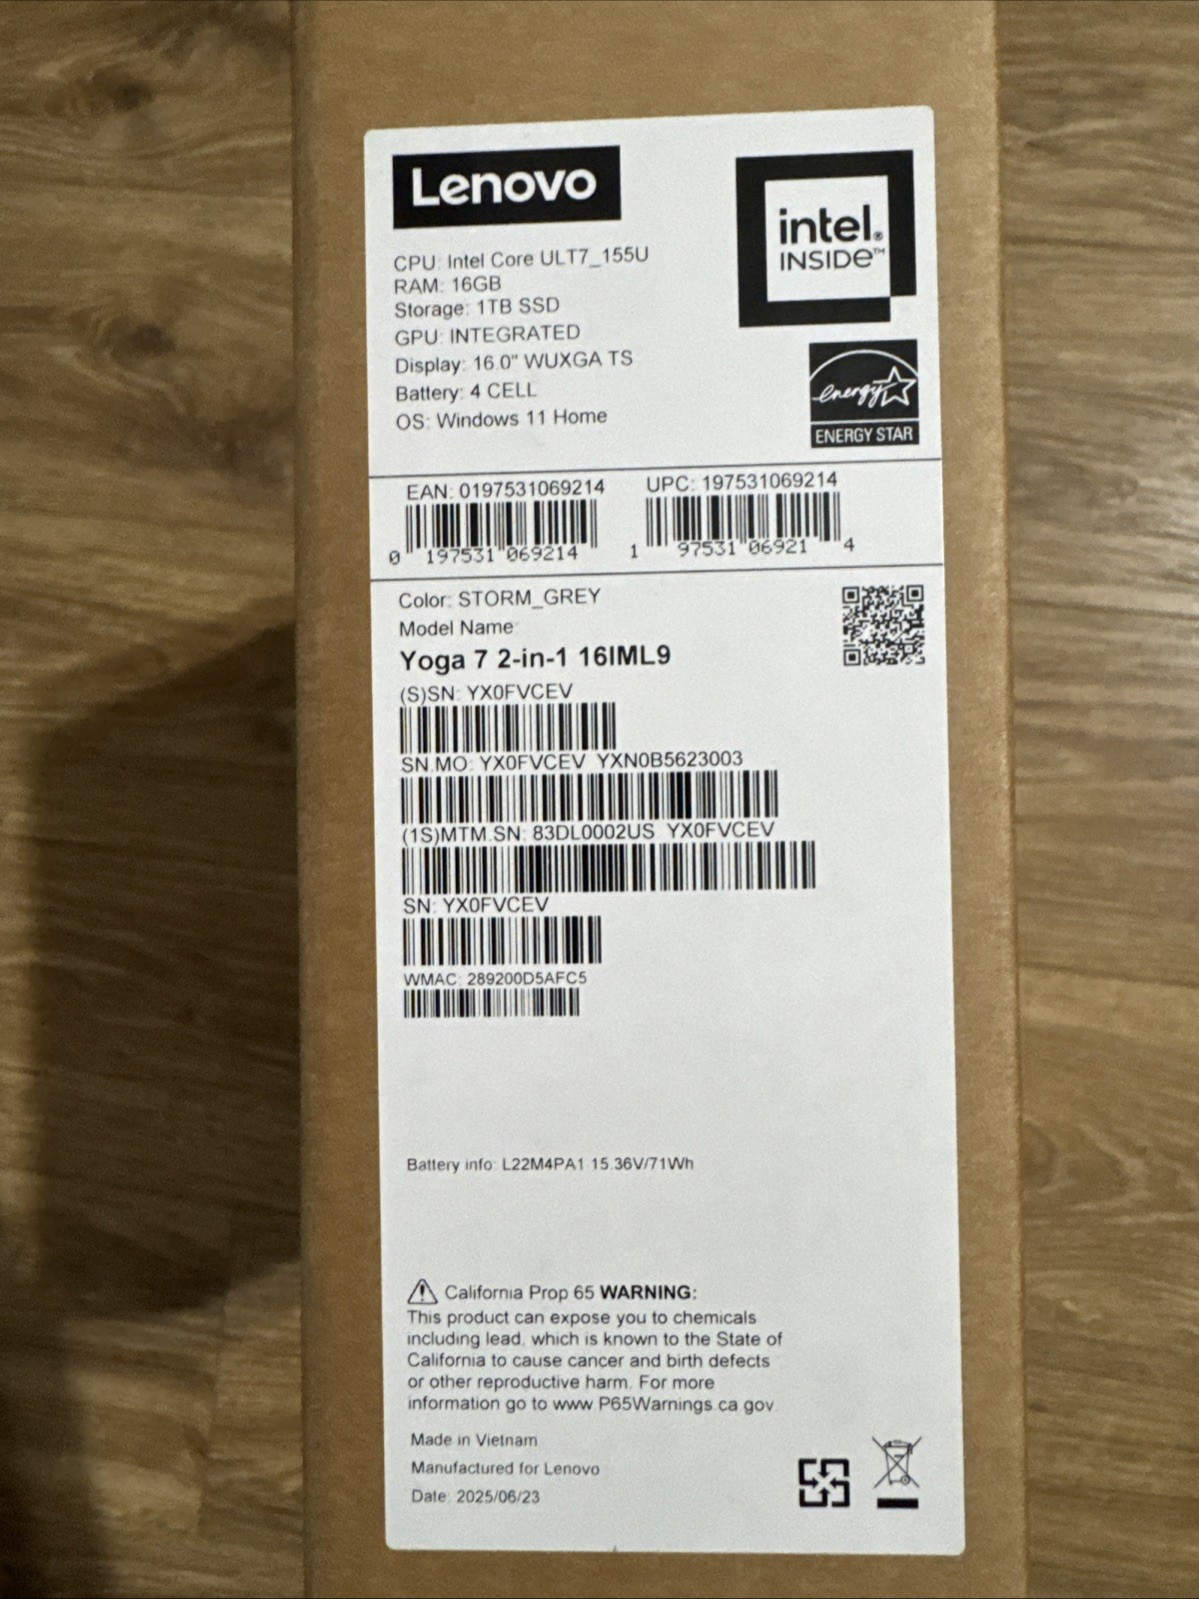 Lenovo
intel®
INSIDe™
CPU: Intel Core ULT7_155U
RAM: 16GB
Storage: 1TB SSD
GPU: INTEGRATED
Display: 16.0" WUXGA TS
Battery: 4 CELL
OS: Windows 11 Home
energy
ENERGY STAR
EAN: 0197531069214
0 197531 069214
UPC: 197531069214
1 97531 06921 4
Color: STORM_GREY
Model Name:
Yoga 7 2-in-1 16IML9
(S)SN: YX0FVCEV
SN.MO: YX0FVCEV YXN0B5623003
(1S)MTM.SN: 83DL0002US YX0FVCEV
SN: YX0FVCEV
WMAC: 289200D5AFC5
Battery info: L22M4PA1 15.36V/71Wh
California Prop 65 WARNING:
This product can expose you to chemicals
including lead, which is known to the State of
California to cause cancer and birth defects
or other reproductive harm. For more
information go to www.P65Warnings.ca.gov.
Made in Vietnam
Manufactured for Lenovo
Date: 2025/06/23